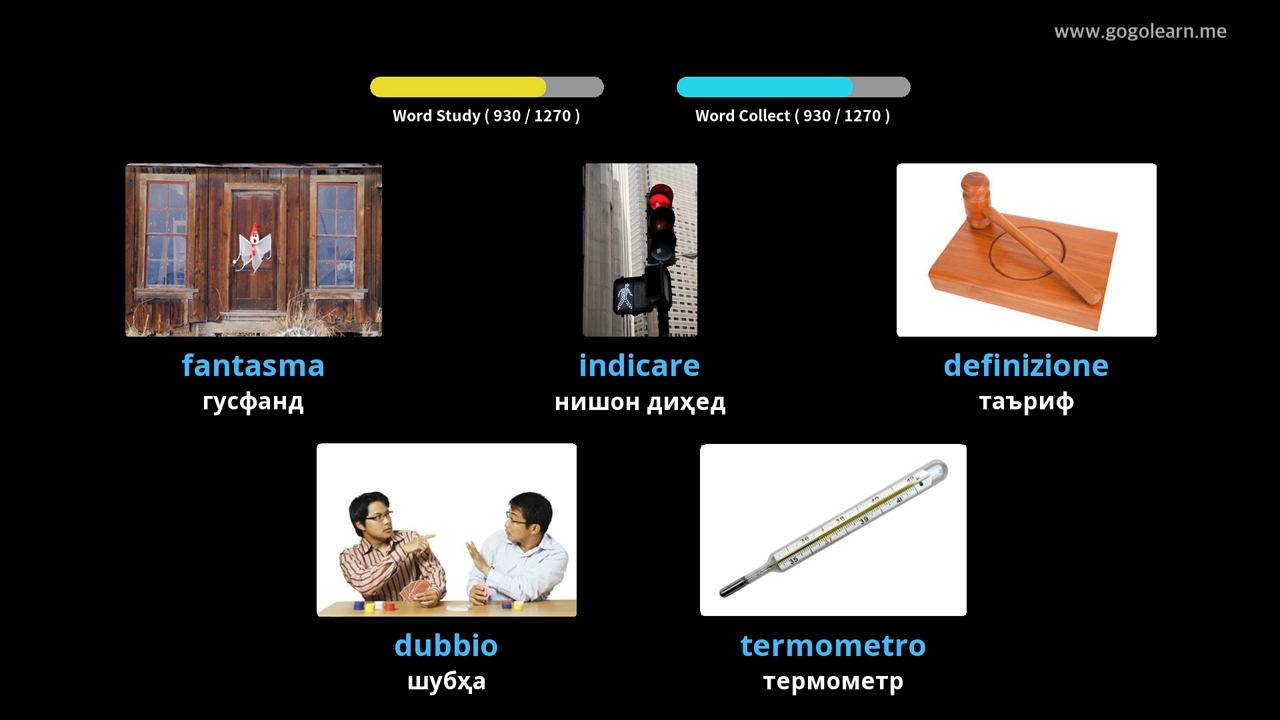 www.gogolearn.me
Word Study ( 930 / 1270 )
Word Collect ( 930 / 1270 )
fantasma
гусфанд
indicare
нишон диҳед
definizione
таъриф
dubbio
шубҳа
termometro
термометр